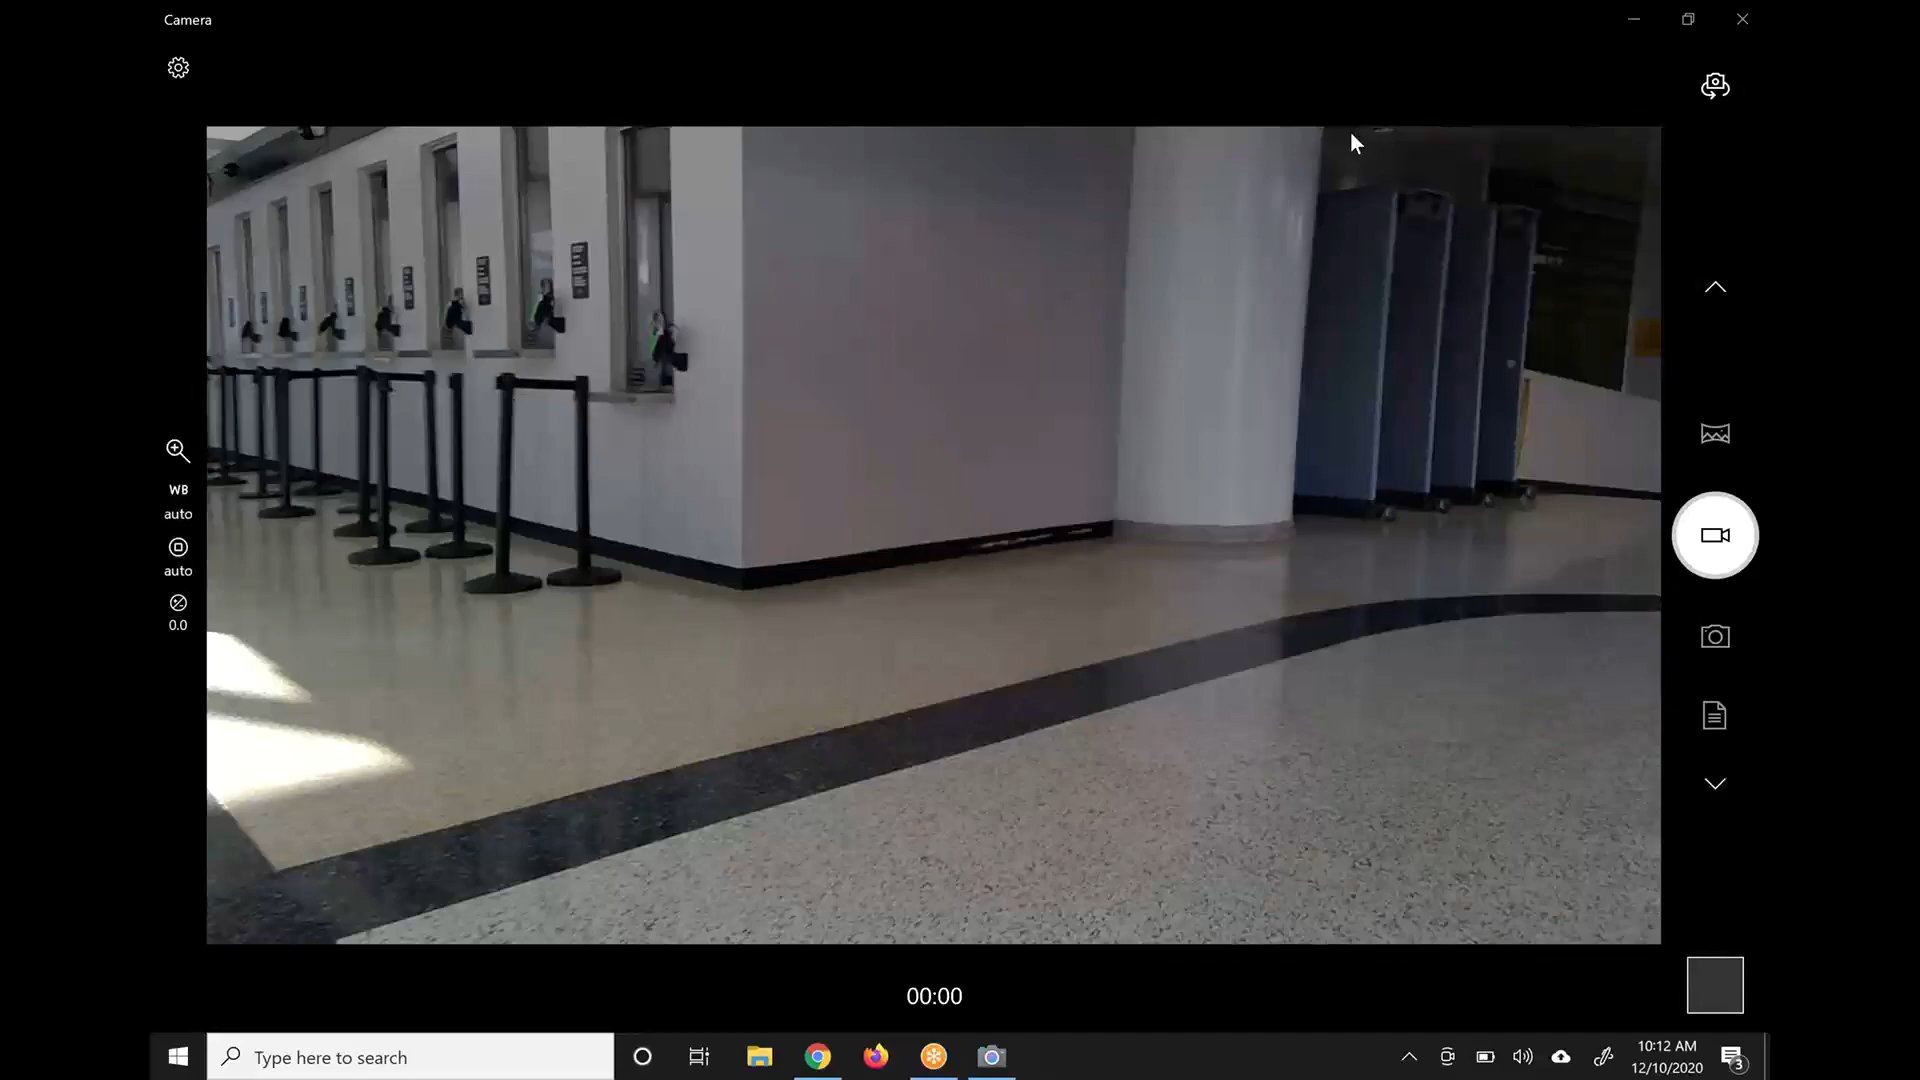 Camera
WB
auto
auto
0.0
00:00
Type here to search
10:12 AM
12/10/2020
3